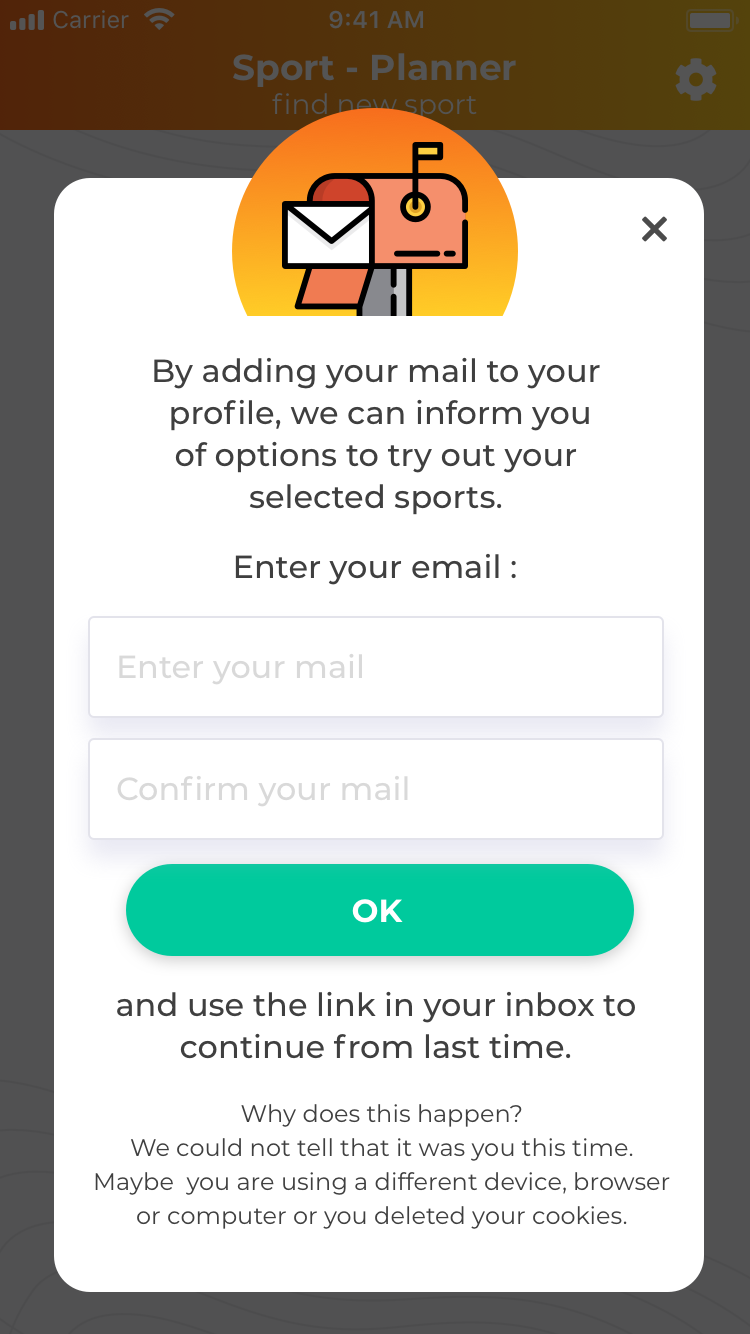 Carrier 9:41 AM
Sport - Planner
find new sport
By adding your mail to your
profile, we can inform you
of options to try out your
selected sports.
Enter your email :
Enter your mail
Confirm your mail
OK
and use the link in your inbox to
continue from last time.
Why does this happen?
We could not tell that it was you this time.
Maybe  you are using a different device, browser
or computer or you deleted your cookies.